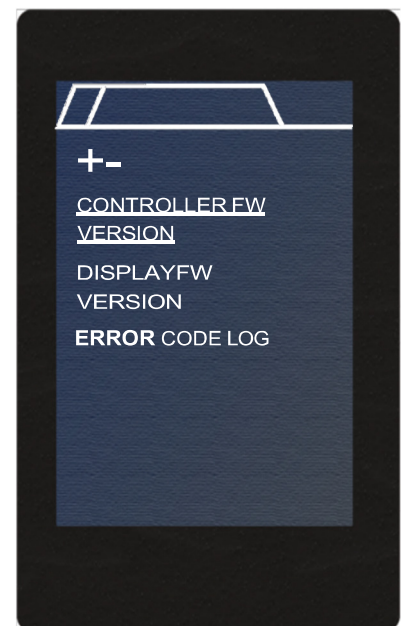 +-
CONTROLLER FW
VERSION
DISPLAYFW
VERSION
ERROR CODE LOG